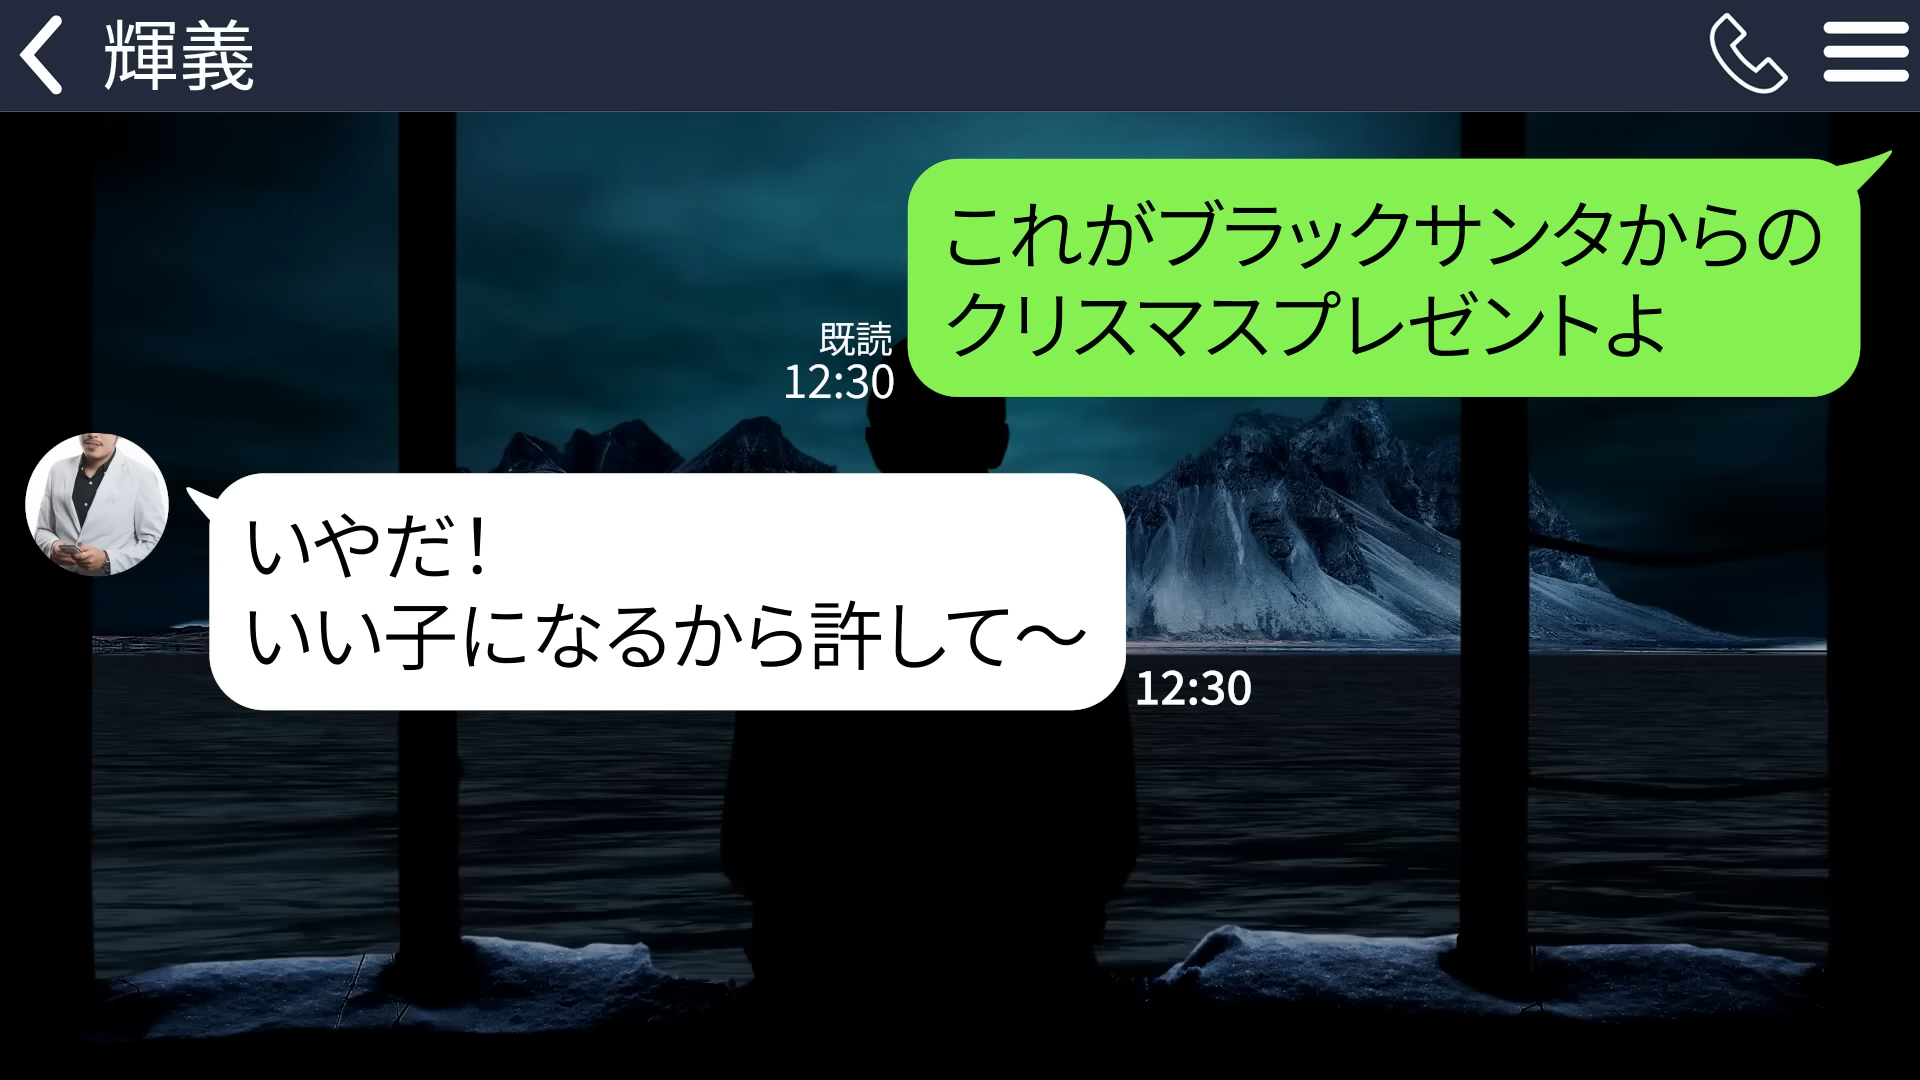 輝義
これがブラックサンタからの
クリスマスプレゼントよ
既読
12:30
いやだ！
いい子になるから許して～
12:30